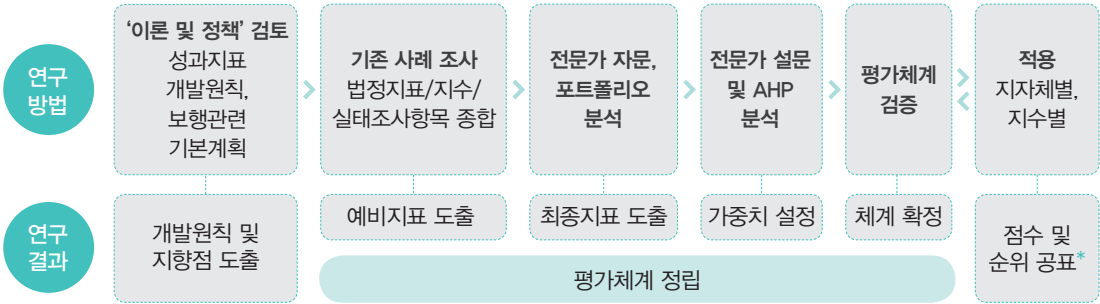 연구
방법
‘이론 및 정책’ 검토
성과지표
개발원칙,
보행관련
기본계획
기존 사례 조사
법정지표/지수/
실태조사항목 종합
전문가 자문,
포트폴리오
분석
전문가 설문
및 AHP
분석
평가체계
검증
적용
지자체별,
지수별
연구
결과
개발원칙 및
지향점 도출
예비지표 도출
최종지표 도출
가중치 설정
체계 확정
점수 및
순위 공표*
평가체계 정립